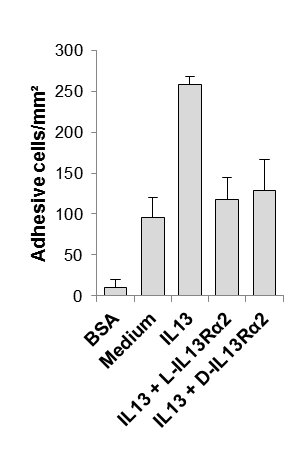 300
250
200
150
100
50
0
Adhesive cells/mm²
BSA
Medium
IL13
IL13 + L-IL13Rα2
IL13 + D-IL13Rα2